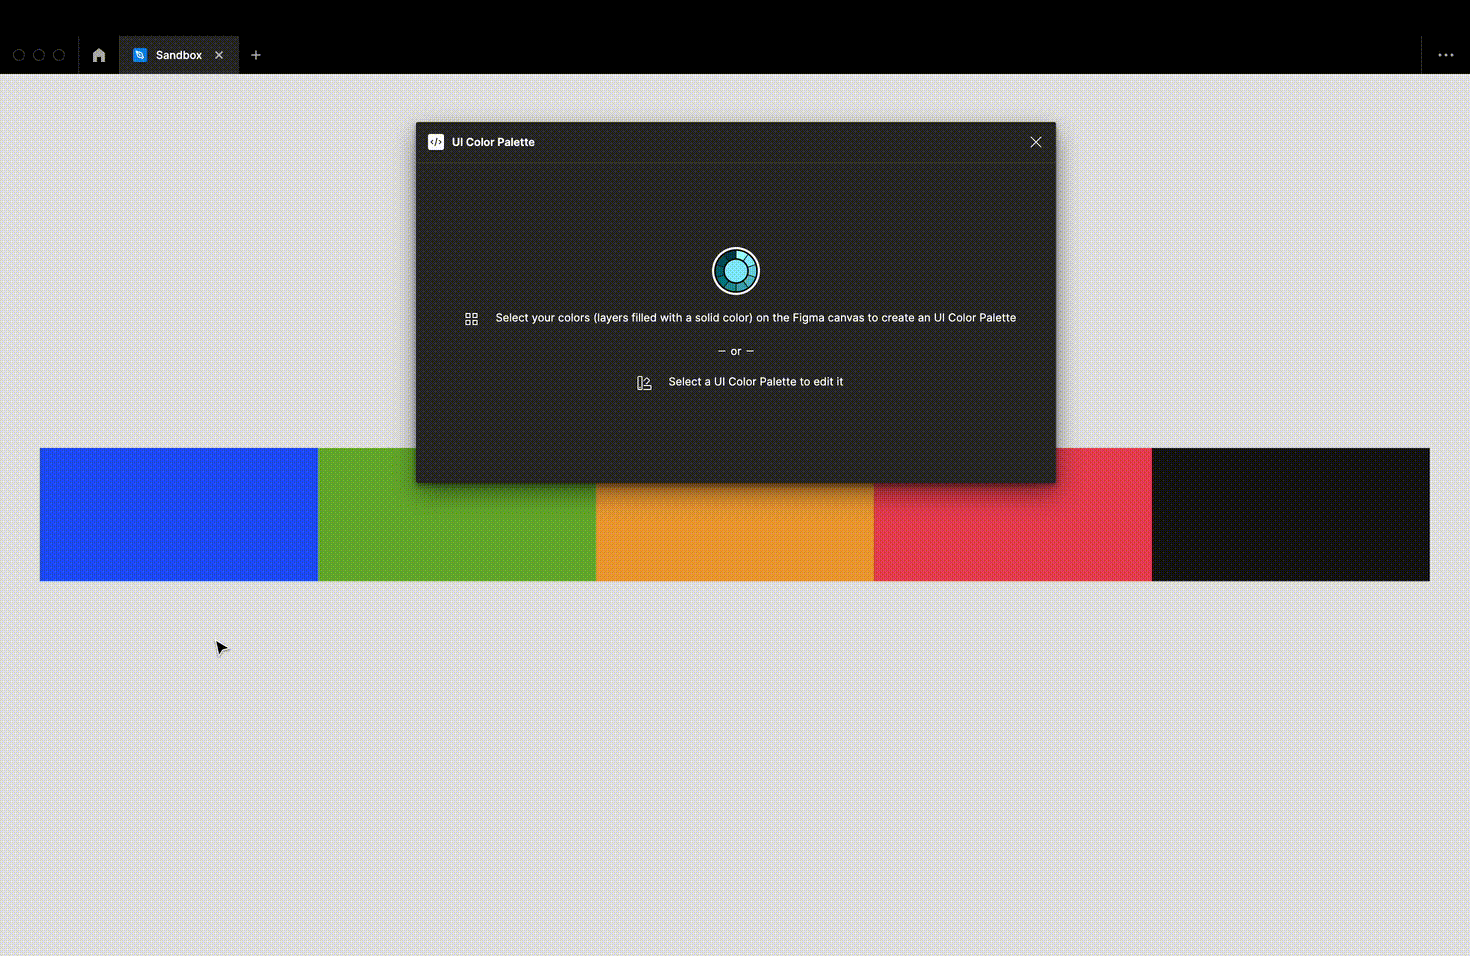 Sandbox
UI Color Palette
Select your colors (layers filled with a solid color) on the Figma canvas to create an UI Color Palette
— or —
Select a UI Color Palette to edit it